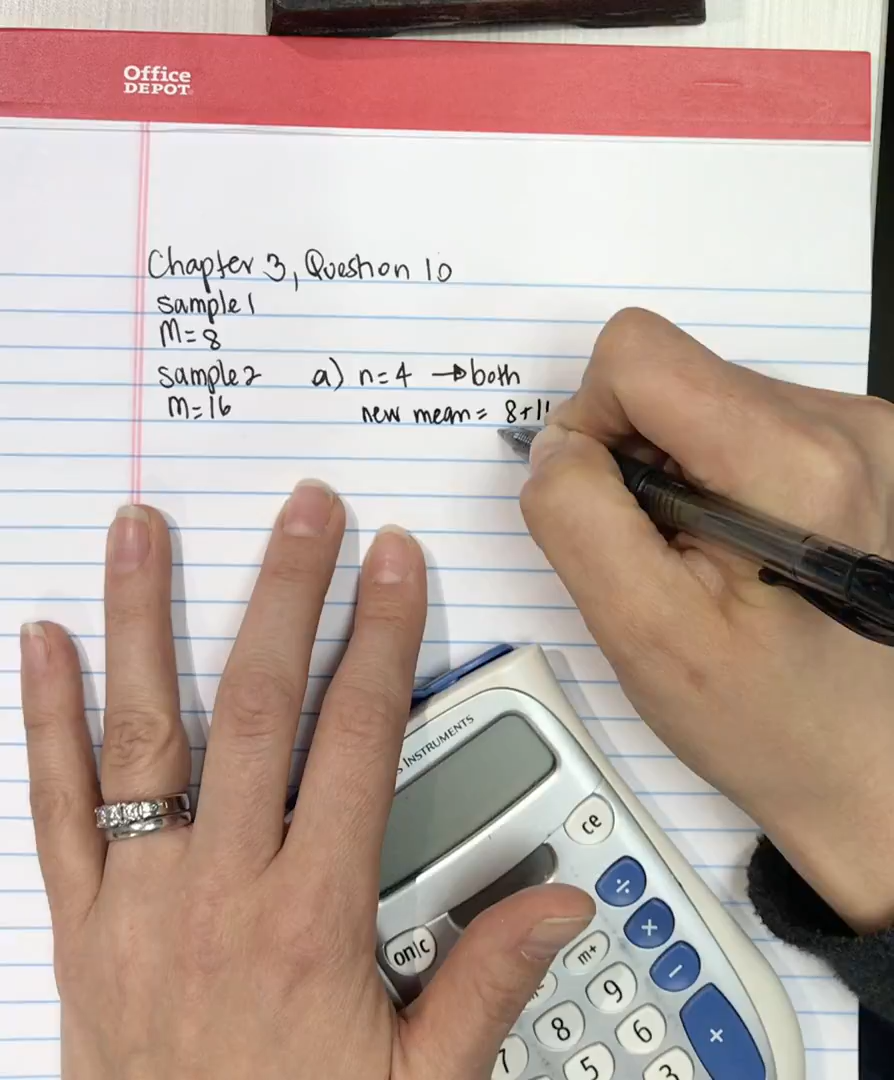 Office
DEPOT
Chapter 3, Question 10
sample 1
M=8
sample 2
M=16
a) n=4 → both
new mean = 8+1
INSTRUMENTS
ce
÷
on/c
m+
+
−
9
8
6
+
7
5
3